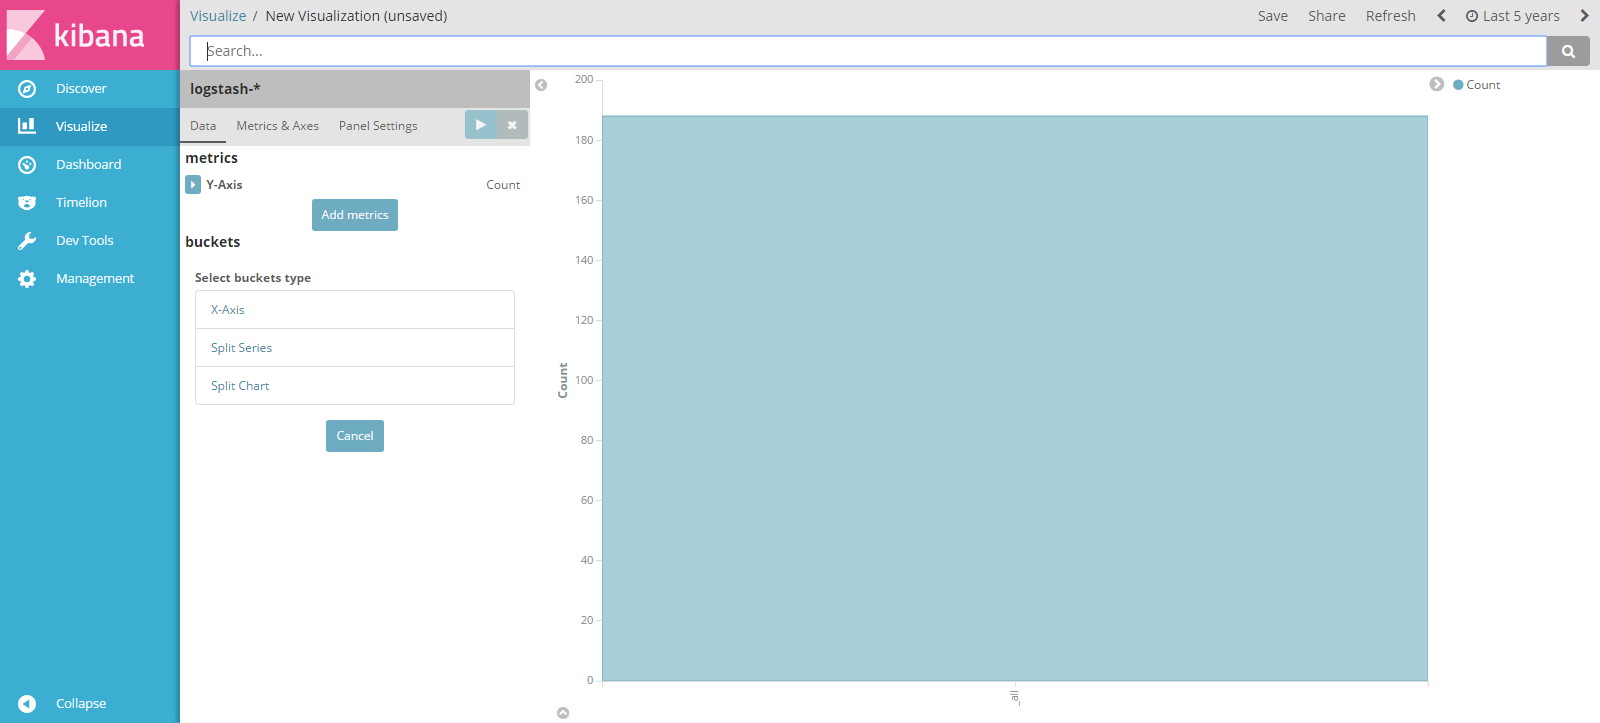 kibana
Discover
Visualize
Dashboard
Timelion
Dev Tools
Management
Collapse
Visualize / New Visualization (unsaved)
Save Share Refresh Last 5 years
Search...
logstash-*
Data Metrics & Axes Panel Settings
metrics
Y-Axis Count
Add metrics
buckets
Select buckets type
X-Axis
Split Series
Split Chart
Cancel
Count
200
180
160
140
120
100
80
60
40
20
0
Count
_all